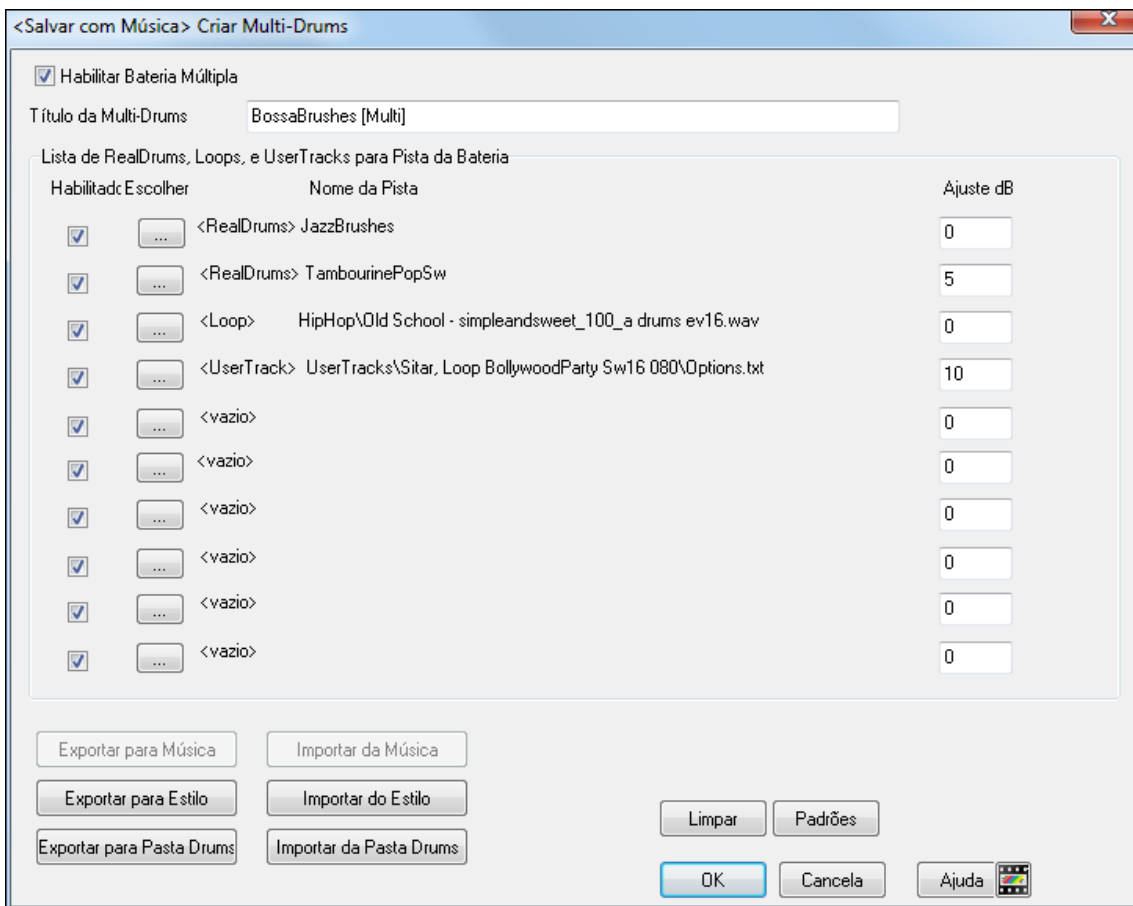 <Salvar com Música> Criar Multi-Drums
x
Habilitar Bateria Múltipla
Título da Multi-Drums BossaBrushes [Multi]
Lista de RealDrums, Loops, e UserTracks para Pista da Bateria
Habilitadc Escolher Nome da Pista Ajuste dB
... <RealDrums> JazzBrushes 0
... <RealDrums> TambourinePopSw 5
... <Loop> HipHop\Old School - simpleandsweet_100_a drums ev16.wav 0
... <UserTrack> UserTracks\Sitar, Loop BollywoodParty Sw16 080\Options.txt 10
... <vazio> 0
... <vazio> 0
... <vazio> 0
... <vazio> 0
... <vazio> 0
... <vazio> 0
Exportar para Música Importar da Música
Exportar para Estilo Importar do Estilo
Limpar Padrões
Exportar para Pasta Drums Importar da Pasta Drums
OK Cancela Ajuda